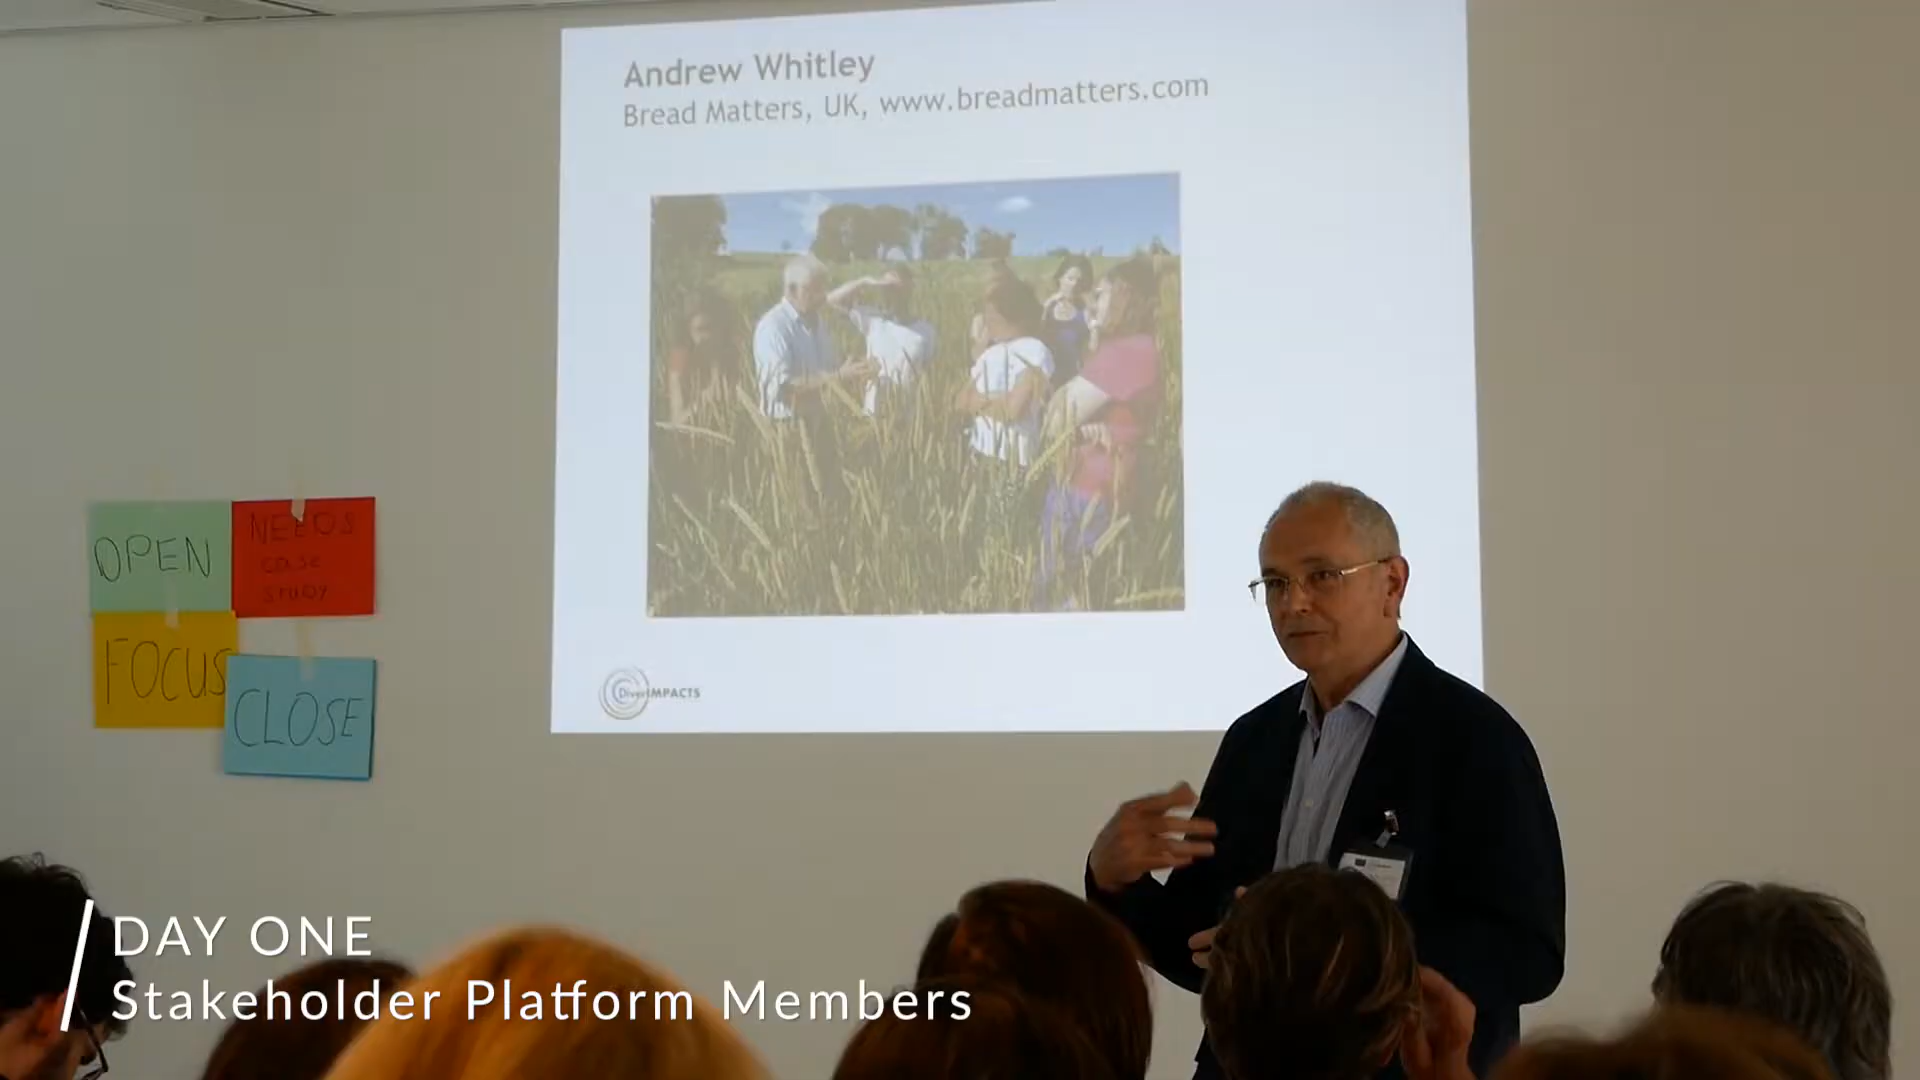 Andrew Whitley
Bread Matters, UK, www.breadmatters.com
OPEN
NEEDS
case
STUDY
FOCUS
CLOSE
DiverIMPACTS
DAY ONE
Stakeholder Platform Members